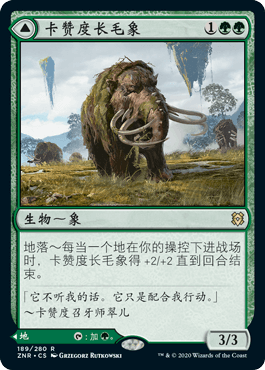 卡赞度长毛象 1
生物～象
地落～每当一个地在你的操控下进战场
时，卡赞度长毛象得+2/+2直到回合结
束。
「它不听我的话。它只是配合我行动。」
～卡赞度召牙师翠儿
地 ：加 。
3/3
189/280 R
ZNR • CS GRZEGORZ RUTKOWSKI
™ & © 2020 Wizards of the Coast